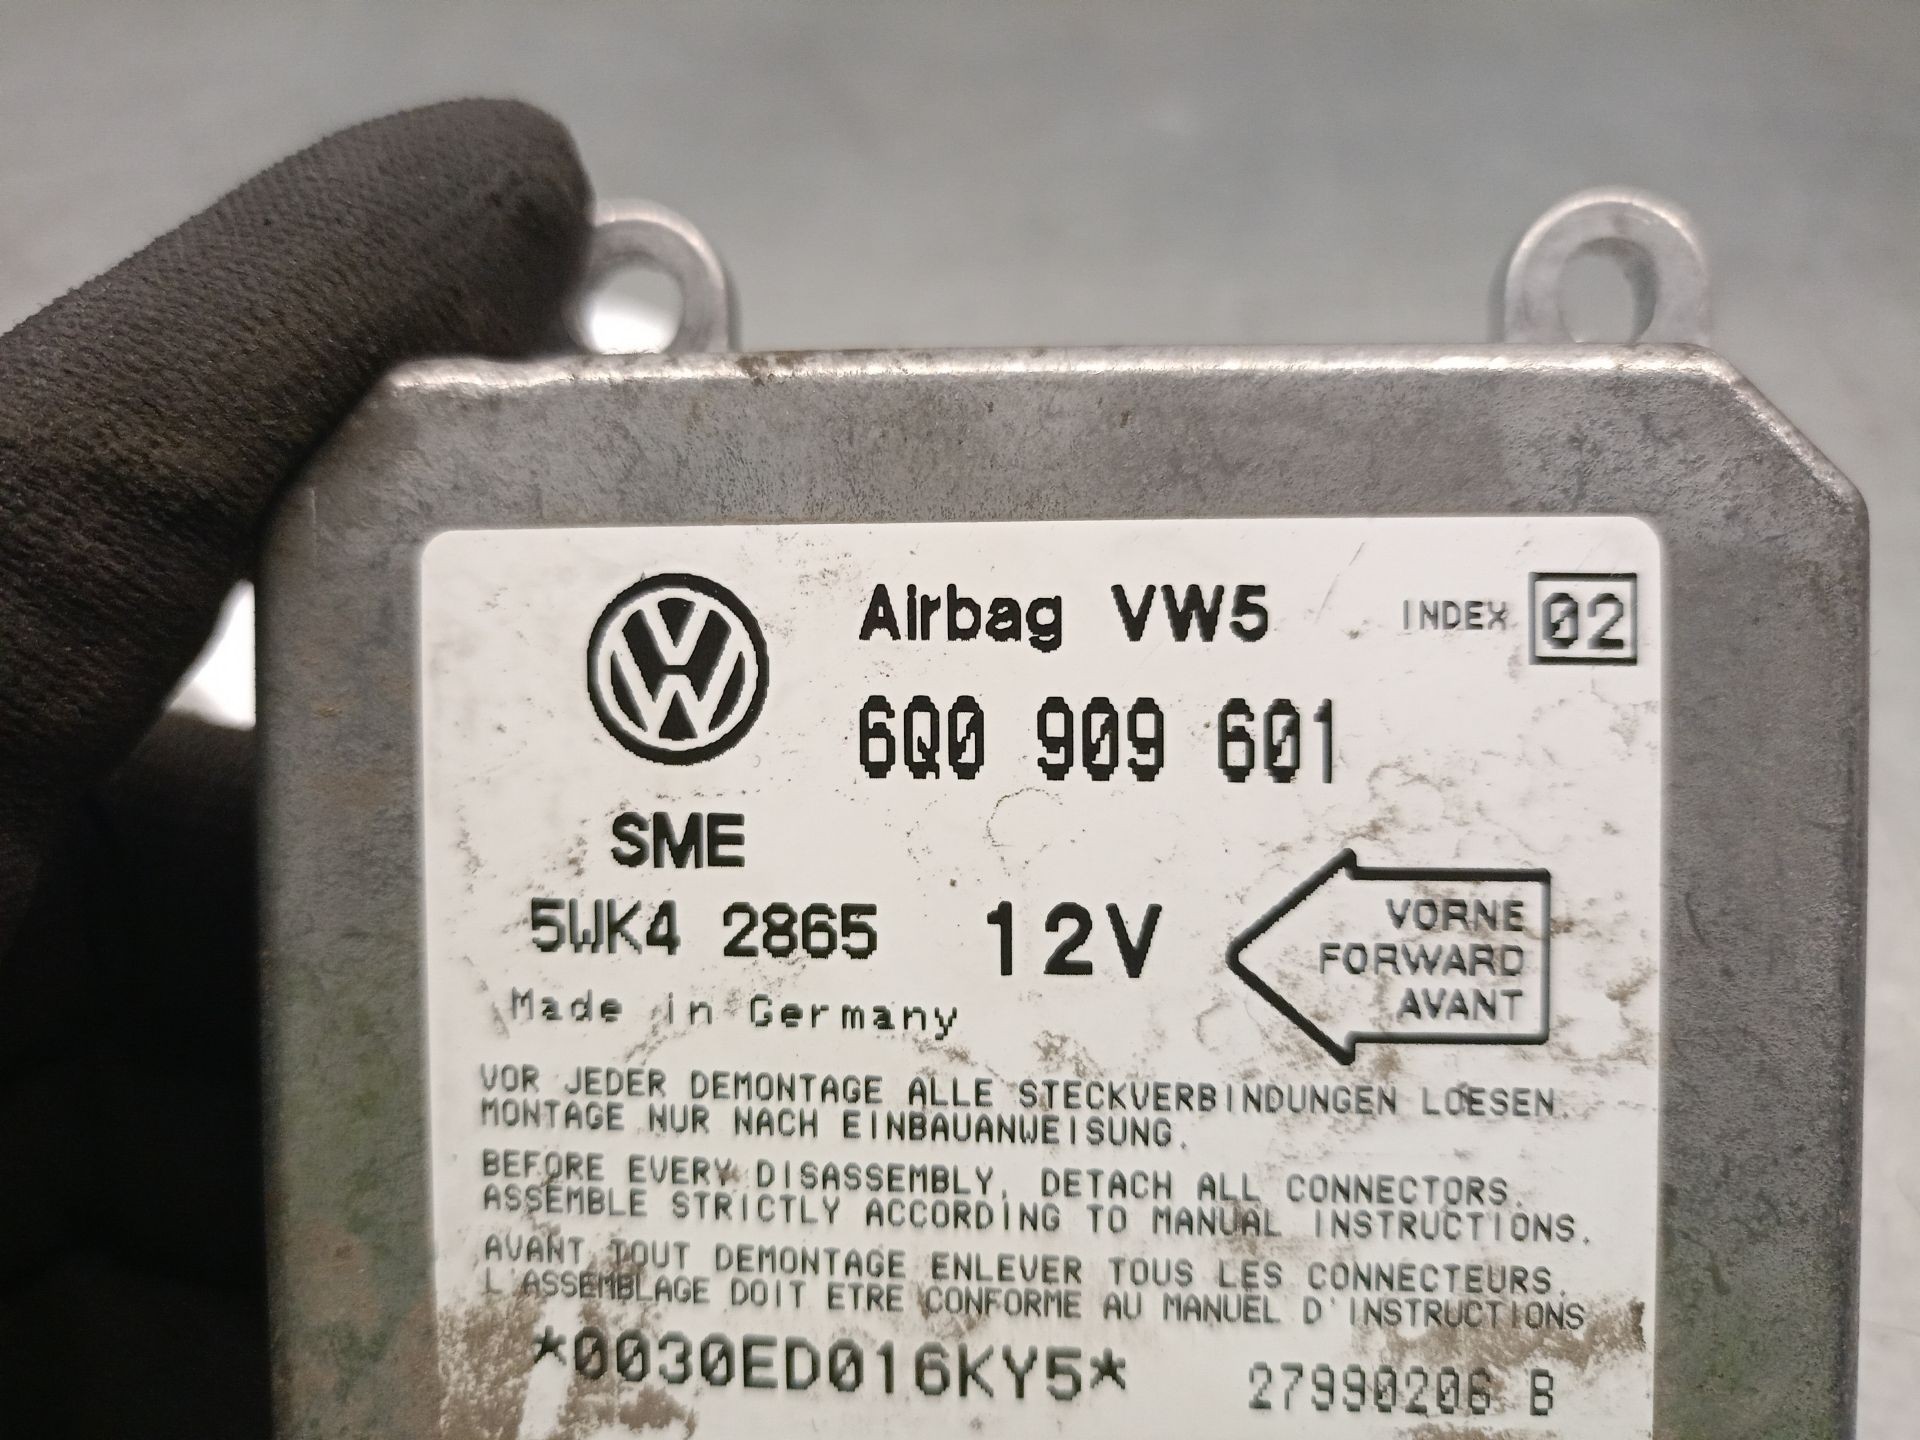 Airbag VW5 INDEX 02
6Q0 909 601
SME
5WK4 2865 12V
VORNE
FORWARD
AVANT
Made in Germany
VOR JEDER DEMONTAGE ALLE STECKVERBINDUNGEN LOESEN.
MONTAGE NUR NACH EINBAUANWEISUNG.
BEFORE EVERY DISASSEMBLY, DETACH ALL CONNECTORS.
ASSEMBLE STRICTLY ACCORDING TO MANUAL INSTRUCTIONS.
AVANT TOUT DEMONTAGE ENLEVER TOUS LES CONNECTEURS.
L'ASSEMBLAGE DOIT ETRE CONFORME AU MANUEL D'INSTRUCTIONS
*0030ED016KY5* 27990206 B